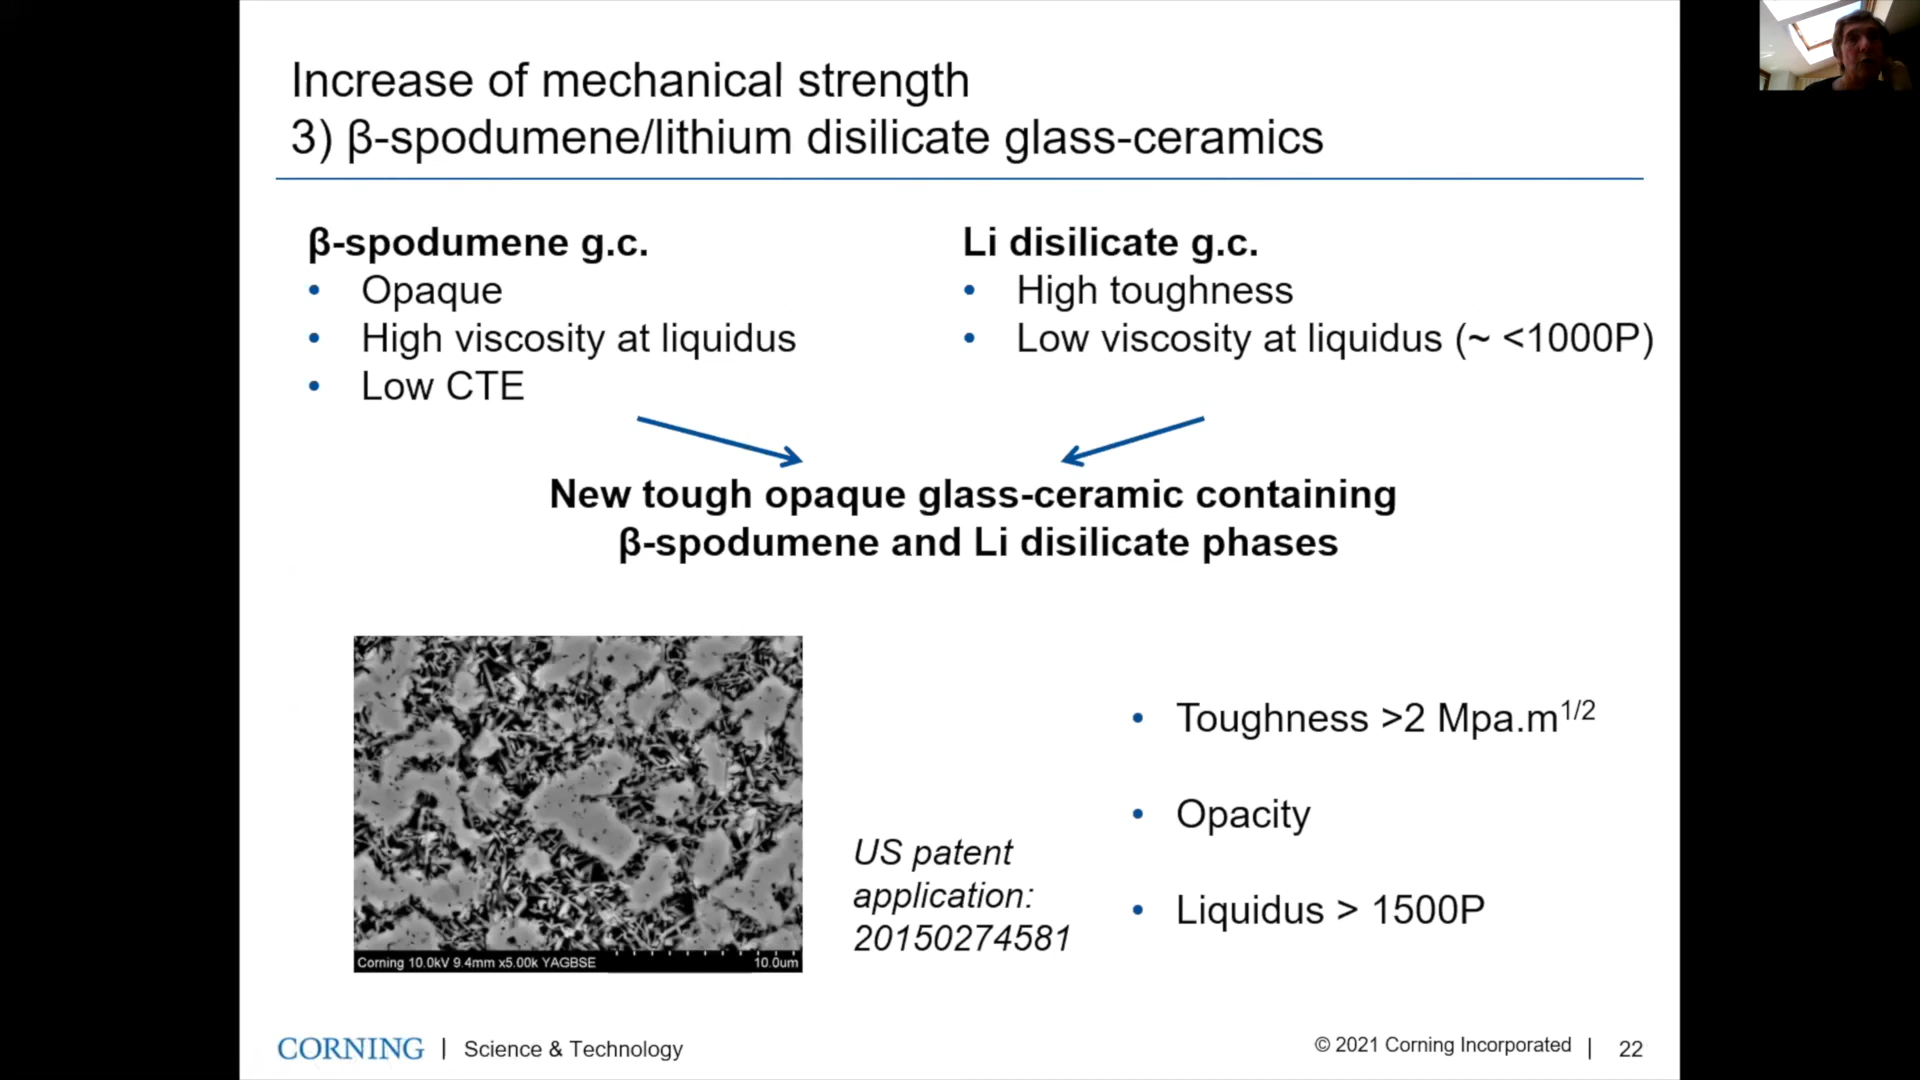 Increase of mechanical strength
3) β-spodumene/lithium disilicate glass-ceramics
β-spodumene g.c.
• Opaque
• High viscosity at liquidus
• Low CTE
Li disilicate g.c.
• High toughness
• Low viscosity at liquidus (~ <1000P)
New tough opaque glass-ceramic containing
β-spodumene and Li disilicate phases
Corning 10.0kV 9.4mm x5.00k YAGBSE 10.0um
US patent
application:
20150274581
• Toughness >2 Mpa.m^1/2
• Opacity
• Liquidus > 1500P
CORNING | Science & Technology
© 2021 Corning Incorporated | 22